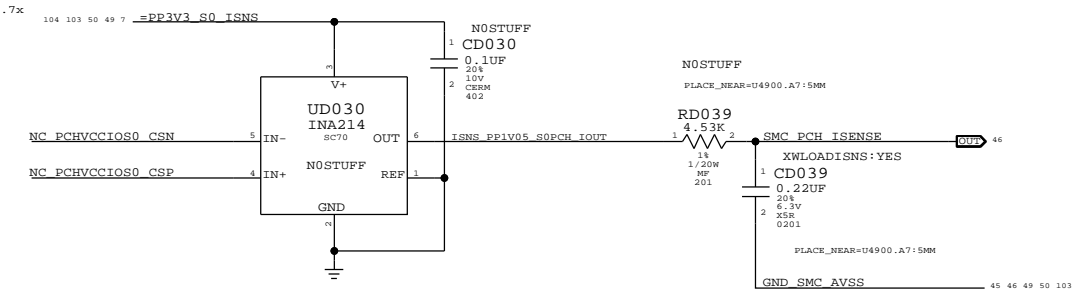 .7x
104 103 50 49 7 =PP3V3_S0_ISNS
N0STUFF
1 CD030
0.1UF
20%
10V
2 CERM
402
N0STUFF
PLACE_NEAR=U4900.A7:5MM
3
V+
UD030
INA214
SC70
N0STUFF
NC_PCHVCCIOS0_CSN 5 IN-
OUT 6 ISNS_PP1V05_S0PCH_IOUT
NC_PCHVCCIOS0_CSP 4 IN+
REF 1
GND
2
RD039
1 4.53K 2
1%
1/20W
MF
201
SMC_PCH_ISENSE OUT 46
XWLOADISNS:YES
1 CD039
0.22UF
20%
6.3V
2 X5R
0201
PLACE_NEAR=U4900.A7:5MM
GND_SMC_AVSS 45 46 49 50 103